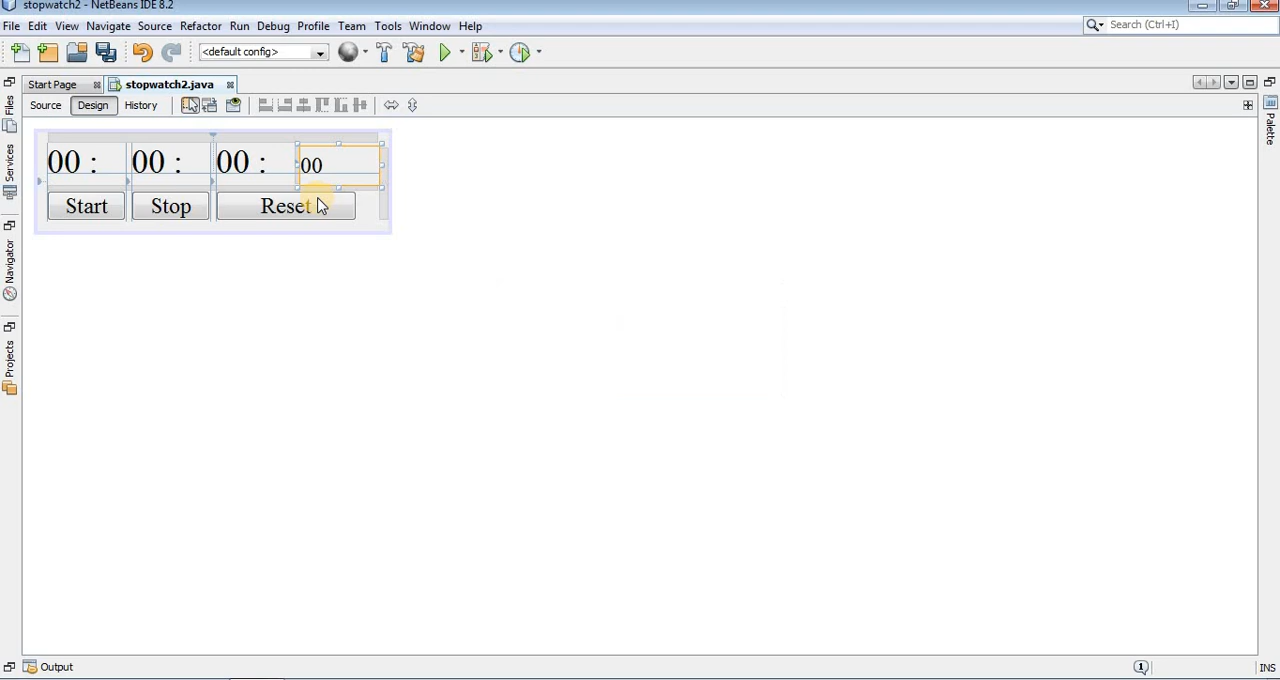 stopwatch2 - NetBeans IDE 8.2
File Edit View Navigate Source Refactor Run Debug Profile Team Tools Window Help
Search (Ctrl+I)
<default config>
Start Page
stopwatch2.java
Source Design History
Files
Services
Navigator
Projects
Palette
00 : 00 : 00 : 00
Start Stop Reset
Output
1
INS